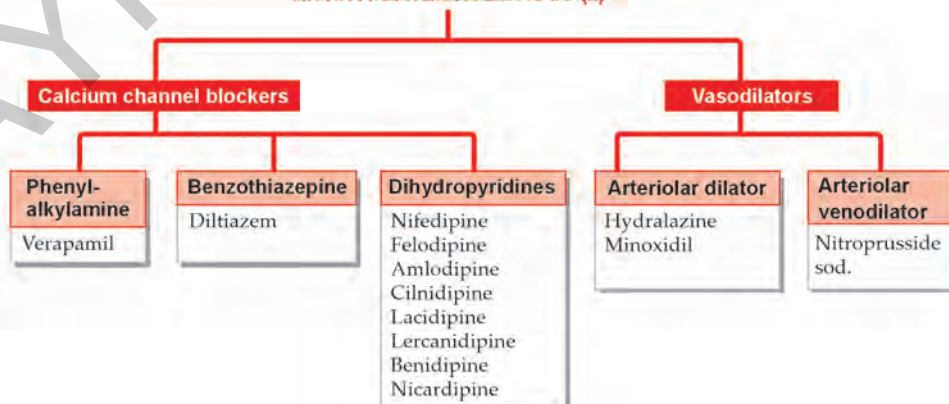 Calcium channel blockers
Vasodilators
Phenyl-
alkylamine
Verapamil
Benzothiazepine
Diltiazem
Dihydropyridines
Nifedipine
Felodipine
Amlodipine
Cilnidipine
Lacidipine
Lercanidipine
Benidipine
Nicardipine
Arteriolar dilator
Hydralazine
Minoxidil
Arteriolar
venodilator
Nitroprusside
sod.